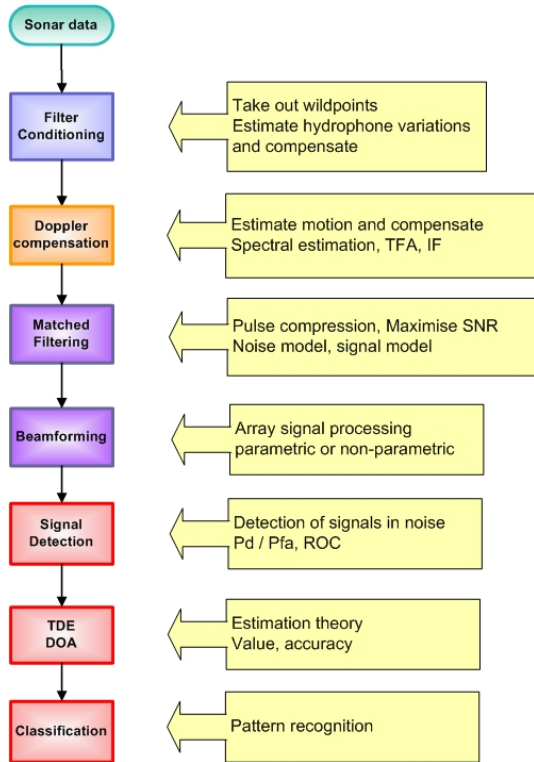 Sonar data
Filter
Conditioning
Take out wildpoints
Estimate hydrophone variations
and compensate
Doppler
compensation
Estimate motion and compensate
Spectral estimation, TFA, IF
Matched
Filtering
Pulse compression, Maximise SNR
Noise model, signal model
Beamforming
Array signal processing
parametric or non-parametric
Signal
Detection
Detection of signals in noise
Pd / Pfa, ROC
TDE
DOA
Estimation theory
Value, accuracy
Classification
Pattern recognition